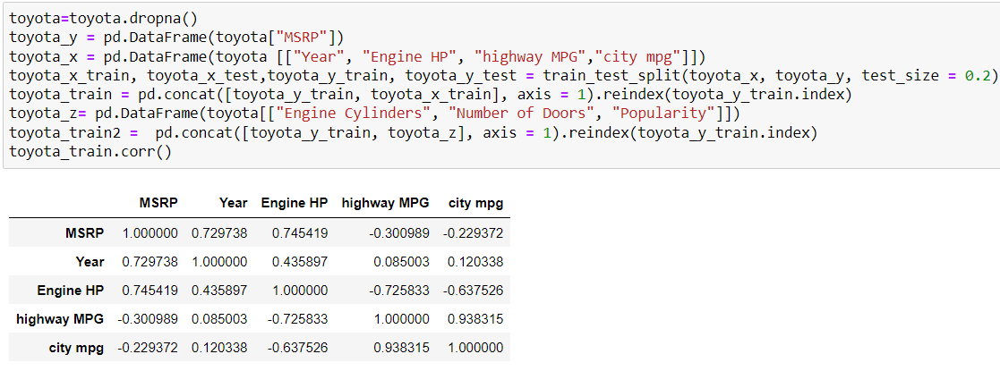 toyota=toyota.dropna()
toyota_y = pd.DataFrame(toyota["MSRP"])
toyota_x = pd.DataFrame(toyota [["Year", "Engine HP", "highway MPG","city mpg"]])
toyota_x_train, toyota_x_test,toyota_y_train, toyota_y_test = train_test_split(toyota_x, toyota_y, test_size = 0.2)
toyota_train = pd.concat([toyota_y_train, toyota_x_train], axis = 1).reindex(toyota_y_train.index)
toyota_z= pd.DataFrame(toyota[["Engine Cylinders", "Number of Doors", "Popularity"]])
toyota_train2 =  pd.concat([toyota_y_train, toyota_z], axis = 1).reindex(toyota_y_train.index)
toyota_train.corr()
MSRP Year Engine HP highway MPG city mpg
MSRP 1.000000 0.729738 0.745419 -0.300989 -0.229372
Year 0.729738 1.000000 0.435897 0.085003 0.120338
Engine HP 0.745419 0.435897 1.000000 -0.725833 -0.637526
highway MPG -0.300989 0.085003 -0.725833 1.000000 0.938315
city mpg -0.229372 0.120338 -0.637526 0.938315 1.000000